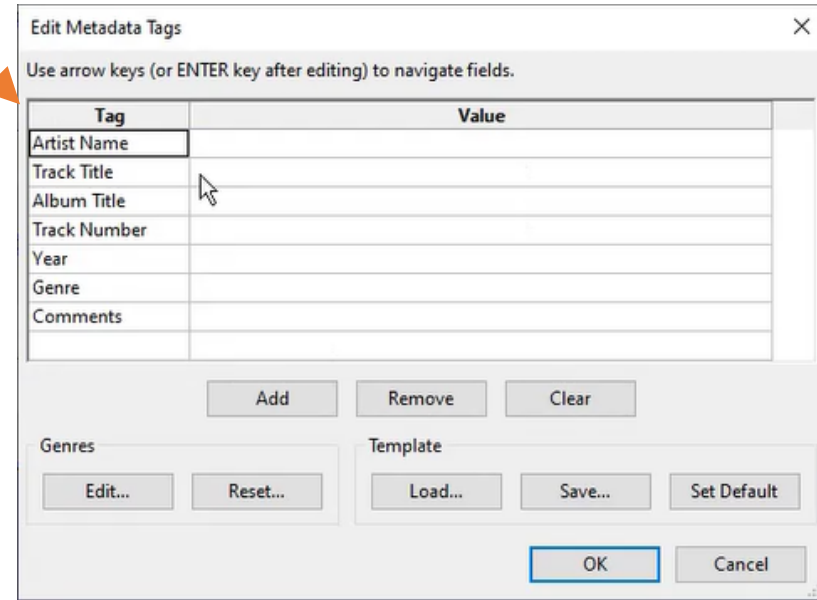 Edit Metadata Tags
Use arrow keys (or ENTER key after editing) to navigate fields.
Tag Value
Artist Name
Track Title
Album Title
Track Number
Year
Genre
Comments
Add Remove Clear
Genres Template
Edit... Reset... Load... Save... Set Default
OK Cancel